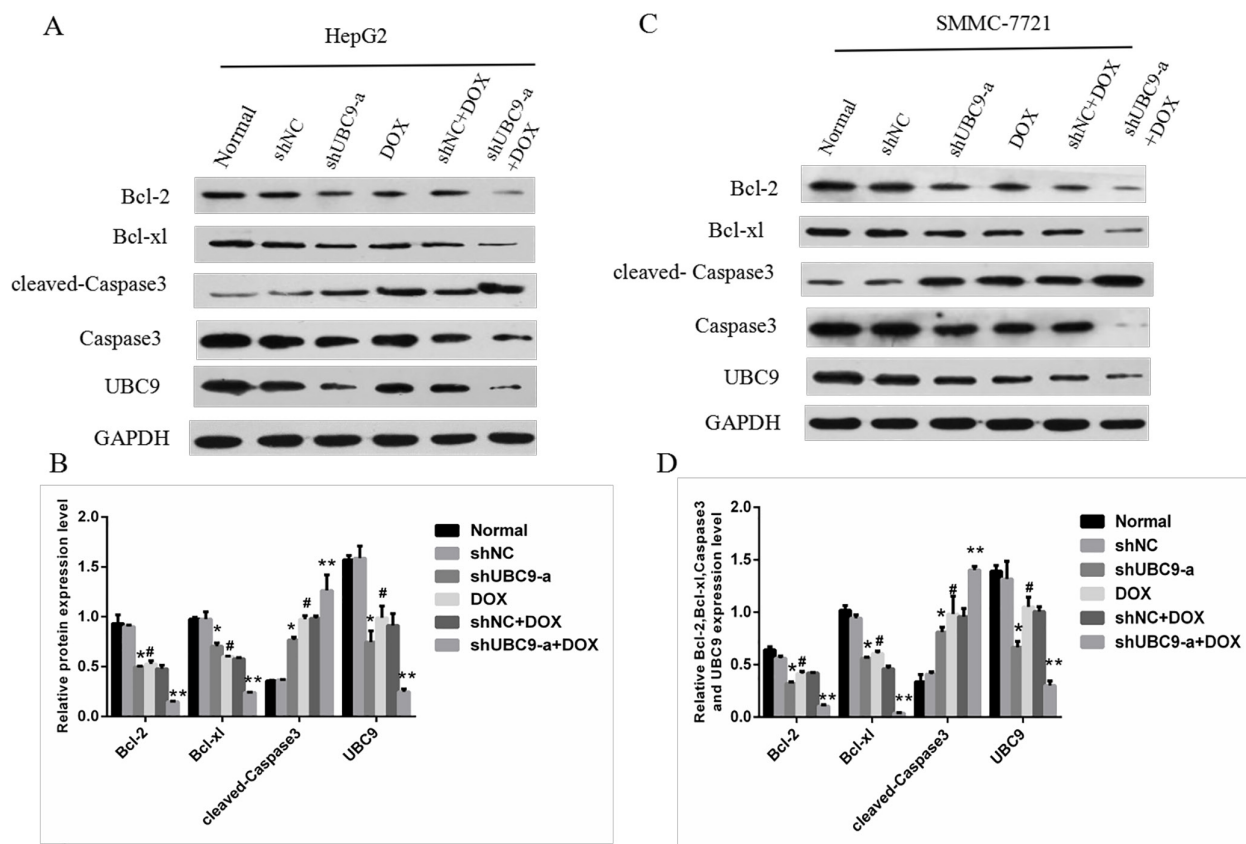 A
HepG2
Normal
shNC
shUBC9-a
DOX
shNC+DOX
shUBC9-a
+DOX
Bcl-2
Bcl-xl
cleaved-Caspase3
Caspase3
UBC9
GAPDH
C
SMMC-7721
Normal
shNC
shUBC9-a
DOX
shNC+DOX
shUBC9-a
+DOX
Bcl-2
Bcl-xl
cleaved- Caspase3
Caspase3
UBC9
GAPDH
B
Relative protein expression level
2.0
1.5
1.0
0.5
0.0
* # **
* # **
* # **
* # **
Bcl-2
Bcl-xl
cleaved-Caspase3
UBC9
Normal
shNC
shUBC9-a
DOX
shNC+DOX
shUBC9-a+DOX
D
Relative Bcl-2,Bcl-xl,Caspase3
and UBC9 expression level
2.0
1.5
1.0
0.5
0.0
* # **
* # **
* # **
* # **
Bcl-2
Bcl-xl
cleaved-Caspase3
UBC9
Normal
shNC
shUBC9-a
DOX
shNC+DOX
shUBC9-a+DOX